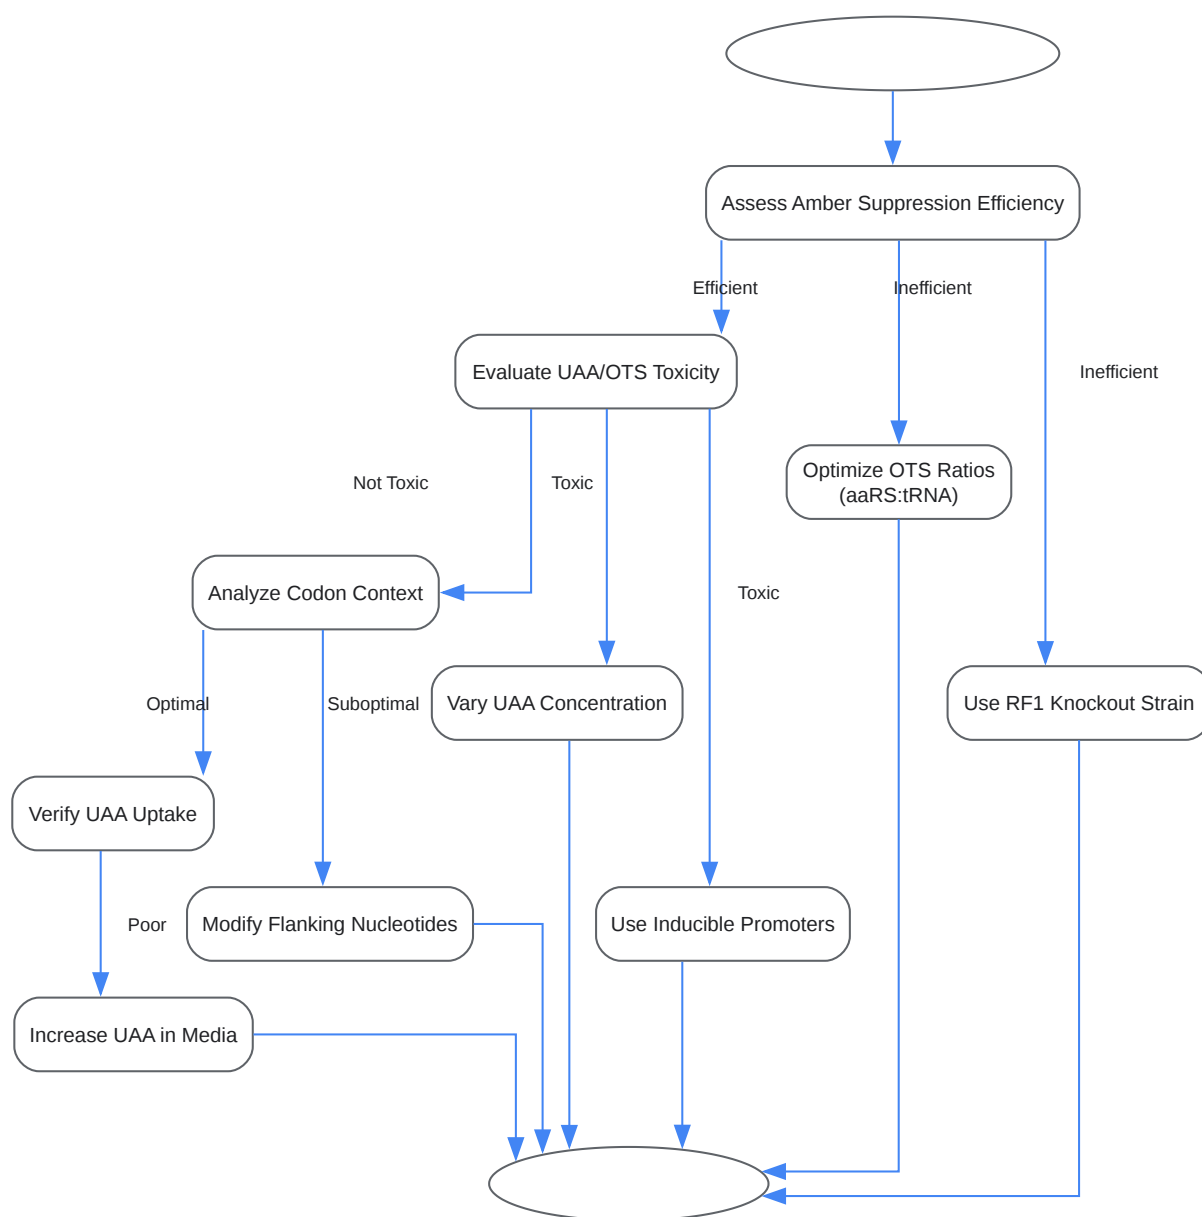 Assess Amber Suppression Efficiency
Efficient
Inefficient
Evaluate UAA/OTS Toxicity
Inefficient
Optimize OTS Ratios
(aaRS:tRNA)
Not Toxic
Toxic
Analyze Codon Context
Toxic
Optimal
Suboptimal
Vary UAA Concentration
Use RF1 Knockout Strain
Verify UAA Uptake
Poor
Modify Flanking Nucleotides
Use Inducible Promoters
Increase UAA in Media